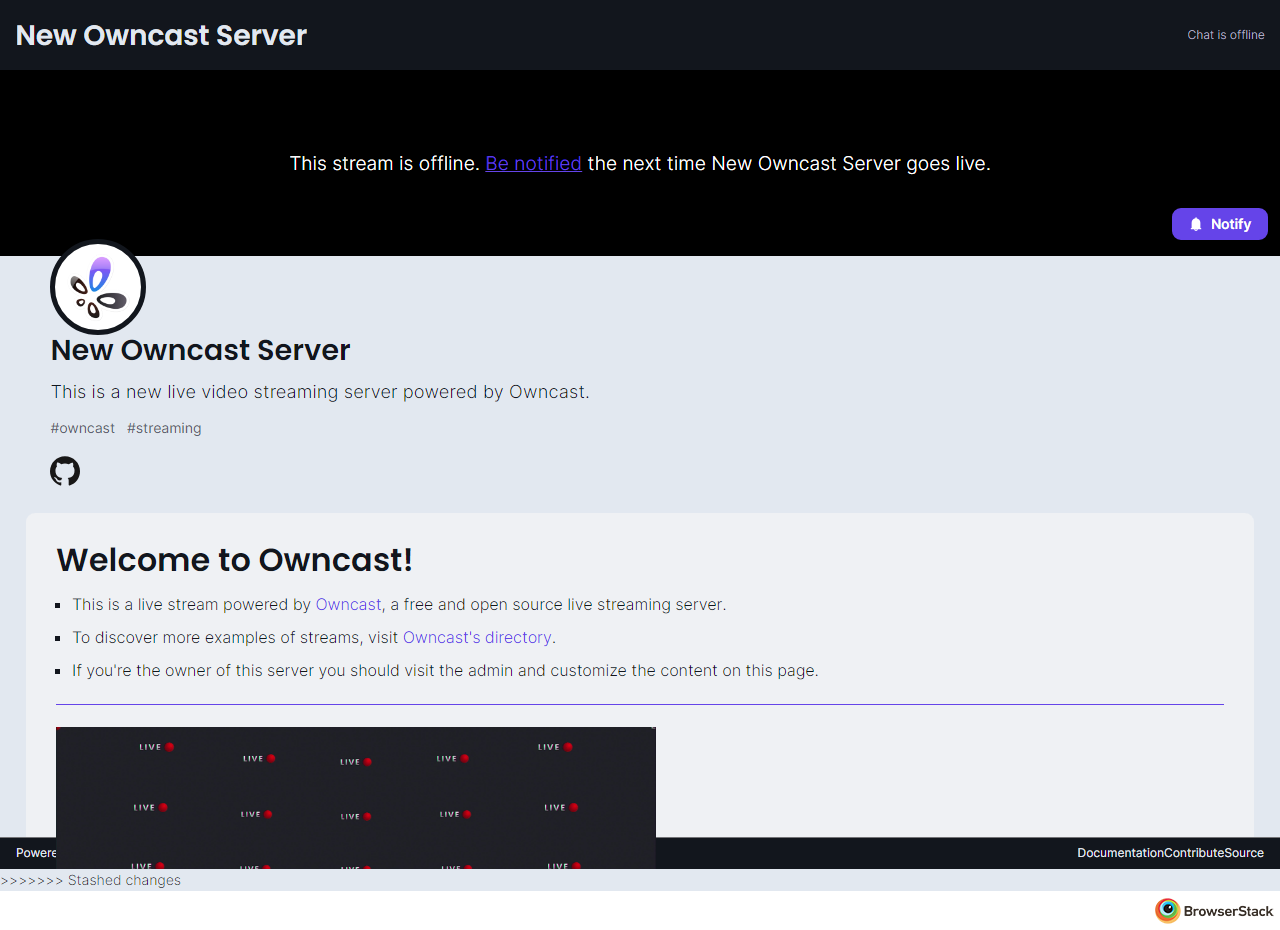 New Owncast Server
Chat is offline
This stream is offline. Be notified the next time New Owncast Server goes live.
Notify
New Owncast Server
This is a new live video streaming server powered by Owncast.
#owncast #streaming
Welcome to Owncast!
This is a live stream powered by Owncast, a free and open source live streaming server.
To discover more examples of streams, visit Owncast's directory.
If you're the owner of this server you should visit the admin and customize the content on this page.
LIVE LIVE LIVE LIVE LIVE
LIVE LIVE LIVE LIVE LIVE
LIVE LIVE LIVE LIVE LIVE
Powere
DocumentationContributeSource
>>>>>>> Stashed changes
BrowserStack